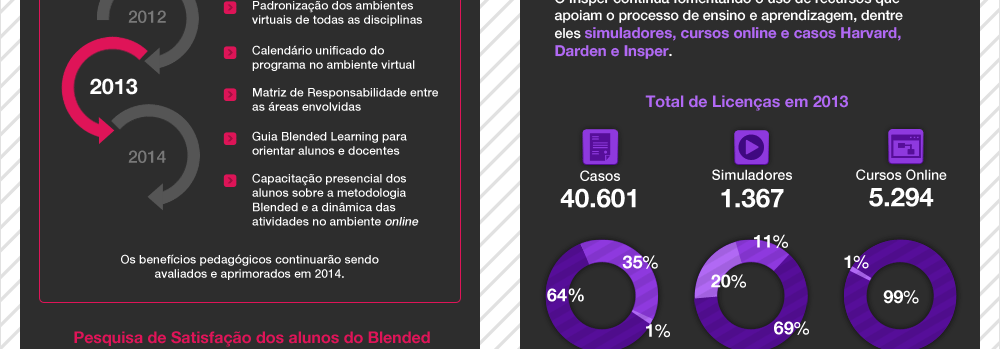 2012
2013
2014
Padronização dos ambientes
virtuais de todas as disciplinas
Calendário unificado do
programa no ambiente virtual
Matriz de Responsabilidade entre
as áreas envolvidas
Guia Blended Learning para
orientar alunos e docentes
Capacitação presencial dos
alunos sobre a metodologia
Blended e a dinâmica das
atividades no ambiente online
Os benefícios pedagógicos continuarão sendo
avaliados e aprimorados em 2014.
Pesquisa de Satisfação dos alunos do Blended
O Insper continua fomentando o uso de recursos que
apoiam o processo de ensino e aprendizagem, dentre
eles simuladores, cursos online e casos Harvard,
Darden e Insper.
Total de Licenças em 2013
Casos
40.601
Simuladores
1.367
Cursos Online
5.294
35%
64%
1%
11%
20%
69%
1%
99%